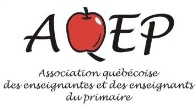 AQEP
Association québécoise
des enseignantes et des enseignants
du primaire